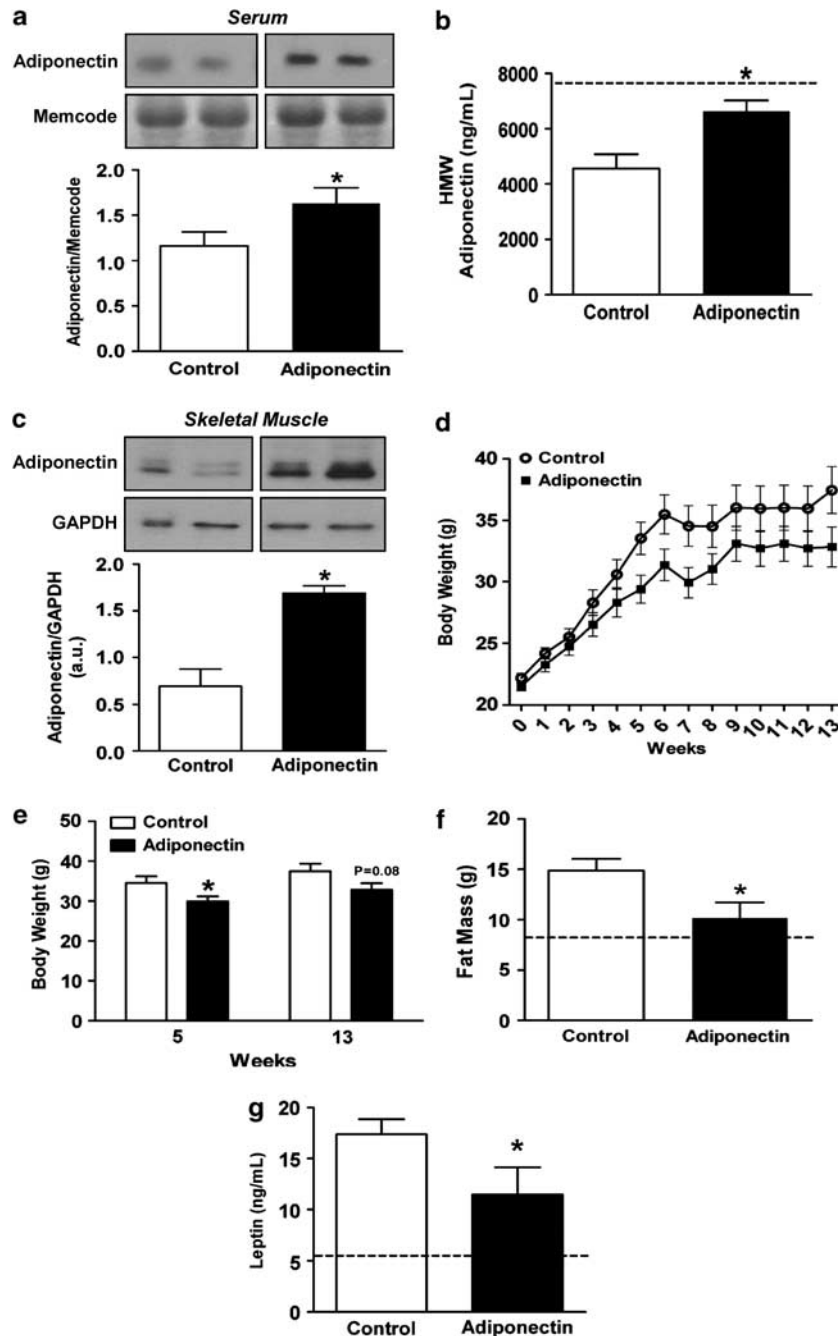 a
Serum
Adiponectin
Memcode
Adiponectin/Memcode
2.0
1.5
1.0
0.5
0.0
*
Control
Adiponectin
b
HMW
Adiponectin (ng/mL)
8000
6000
4000
2000
0
*
Control
Adiponectin
c
Skeletal Muscle
Adiponectin
GAPDH
Adiponectin/GAPDH
(a.u.)
2.0
1.5
1.0
0.5
0.0
*
Control
Adiponectin
d
Control
Adiponectin
Body Weight (g)
40
35
30
25
20
0 1 2 3 4 5 6 7 8 9 10 11 12 13
Weeks
e
Control
Adiponectin
Body Weight (g)
50
40
30
20
10
0
*
P=0.08
5
13
Weeks
f
Fat Mass (g)
20
15
10
5
0
*
Control
Adiponectin
g
Leptin (ng/mL)
20
15
10
5
0
*
Control
Adiponectin